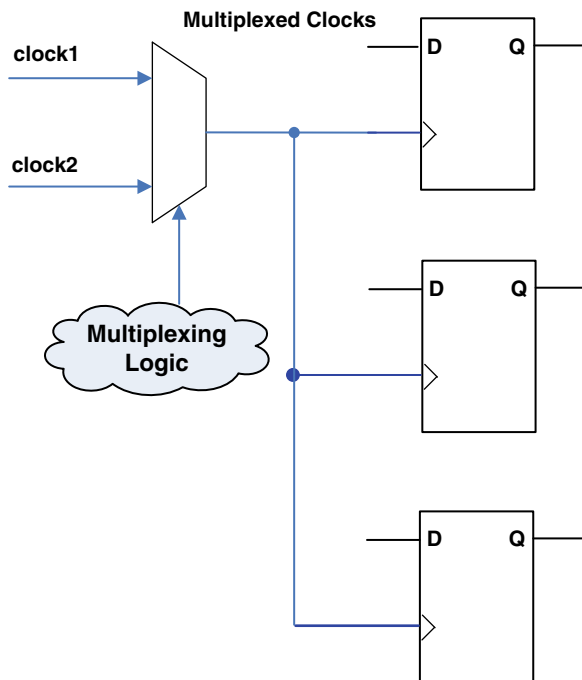 Multiplexed Clocks
clock1
D Q
clock2
Multiplexing
Logic
D Q
D Q